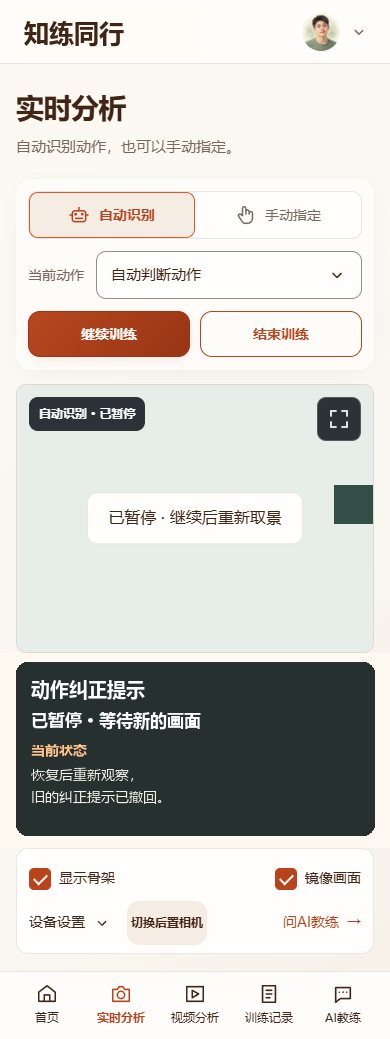 知练同行
实时分析
自动识别动作，也可以手动指定。
自动识别
手动指定
当前动作
自动判断动作
继续训练
结束训练
自动识别 • 已暂停
已暂停 · 继续后重新取景
动作纠正提示
已暂停 • 等待新的画面
当前状态
恢复后重新观察，
旧的纠正提示已撤回。
显示骨架
镜像画面
设备设置
切换后置相机
问AI教练 →
首页
实时分析
视频分析
训练记录
AI教练